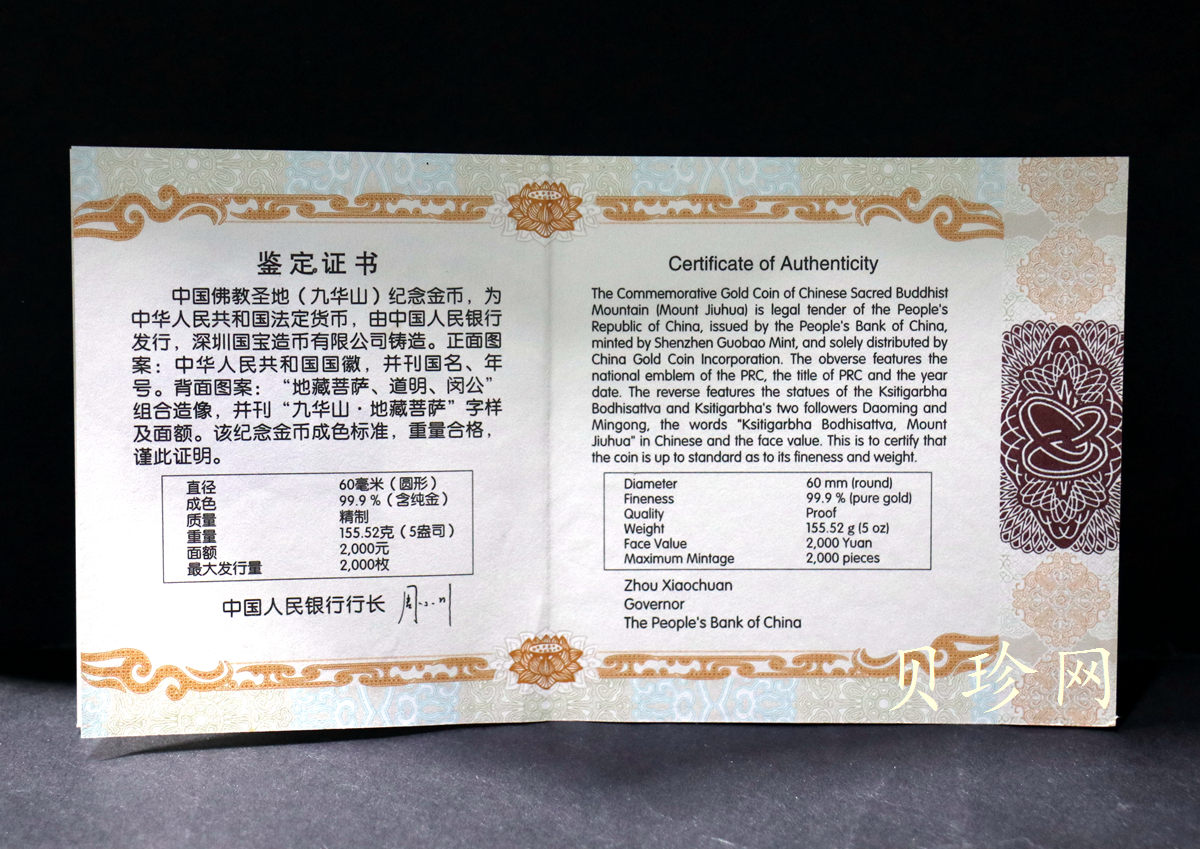 鉴定证书
中国佛教圣地（九华山）纪念金币，为
中华人民共和国法定货币，由中国人民银行
发行，深圳国宝造币有限公司铸造。正面图
案：中华人民共和国国徽，并刊国名、年
号。背面图案：“地藏菩萨、道明、闵公”
组合造像，并刊“九华山·地藏菩萨”字样
及面额。该纪念金币成色标准，重量合格，
谨此证明。
直径 60毫米（圆形）
成色 99.9％（含纯金）
质量 精制
重量 155.52克（5盎司）
面额 2,000元
最大发行量 2,000枚
中国人民银行行长 周小川
Certificate of Authenticity
The Commemorative Gold Coin of Chinese Sacred Buddhist
Mountain (Mount Jiuhua) is legal tender of the People's
Republic of China, issued by the People's Bank of China,
minted by Shenzhen Guobao Mint, and solely distributed by
China Gold Coin Incorporation. The obverse features the
national emblem of the PRC, the title of PRC and the year
date. The reverse features the statues of the Ksitigarbha
Bodhisattva and Ksitigarbha's two followers Daoming and
Mingong, the words "Ksitigarbha Bodhisattva, Mount
Jiuhua" in Chinese and the face value. This is to certify that
the coin is up to standard as to its fineness and weight.
Diameter 60 mm (round)
Fineness 99.9 % (pure gold)
Quality Proof
Weight 155.52 g (5 oz)
Face Value 2,000 Yuan
Maximum Mintage 2,000 pieces
Zhou Xiaochuan
Governor
The People's Bank of China
贝珍网